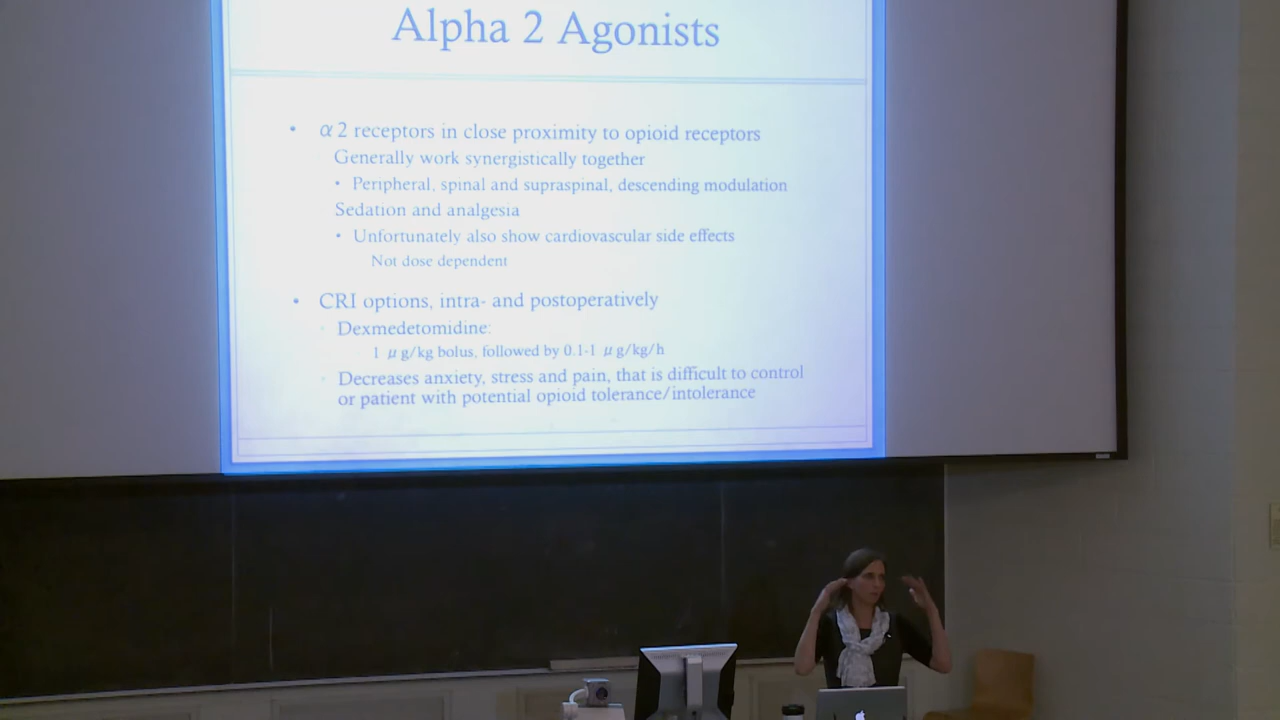 Alpha 2 Agonists
• α2 receptors in close proximity to opioid receptors
Generally work synergistically together
• Peripheral, spinal and supraspinal, descending modulation
Sedation and analgesia
• Unfortunately also show cardiovascular side effects
Not dose dependent
• CRI options, intra- and postoperatively
Dexmedetomidine:
1 μg/kg bolus, followed by 0.1-1 μg/kg/h
Decreases anxiety, stress and pain, that is difficult to control
or patient with potential opioid tolerance/intolerance